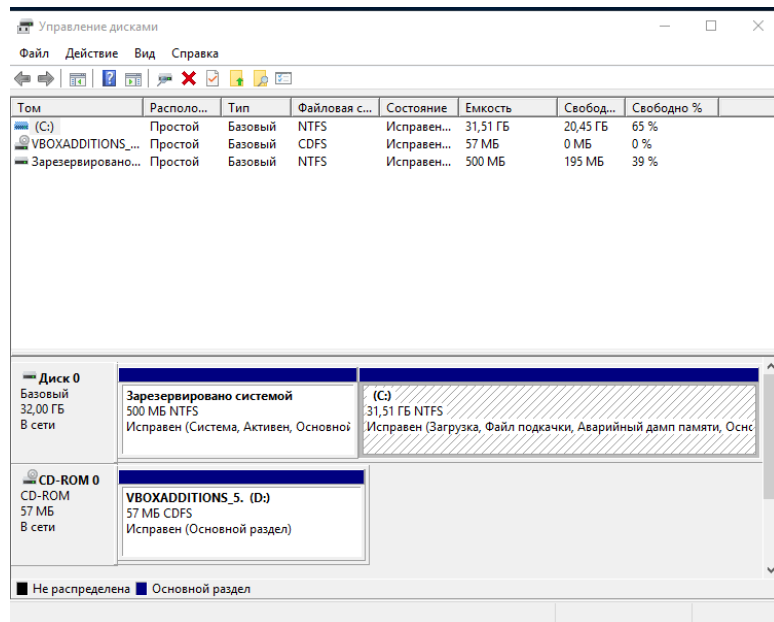 Управление дисками
Файл Действие Вид Справка
Том Располо... Тип Файловая с... Состояние Емкость Свобод... Свободно %
(C:) Простой Базовый NTFS Исправен... 31,51 ГБ 20,45 ГБ 65 %
VBOXADDITIONS_... Простой Базовый CDFS Исправен... 57 МБ 0 МБ 0 %
Зарезервировано... Простой Базовый NTFS Исправен... 500 МБ 195 МБ 39 %
Диск 0
Базовый
32,00 ГБ
В сети
Зарезервировано системой
500 МБ NTFS
Исправен (Система, Активен, Основной
(C:)
31,51 ГБ NTFS
Исправен (Загрузка, Файл подкачки, Аварийный дамп памяти, Осно
CD-ROM 0
CD-ROM
57 МБ
В сети
VBOXADDITIONS_5. (D:)
57 МБ CDFS
Исправен (Основной раздел)
Не распределена Основной раздел